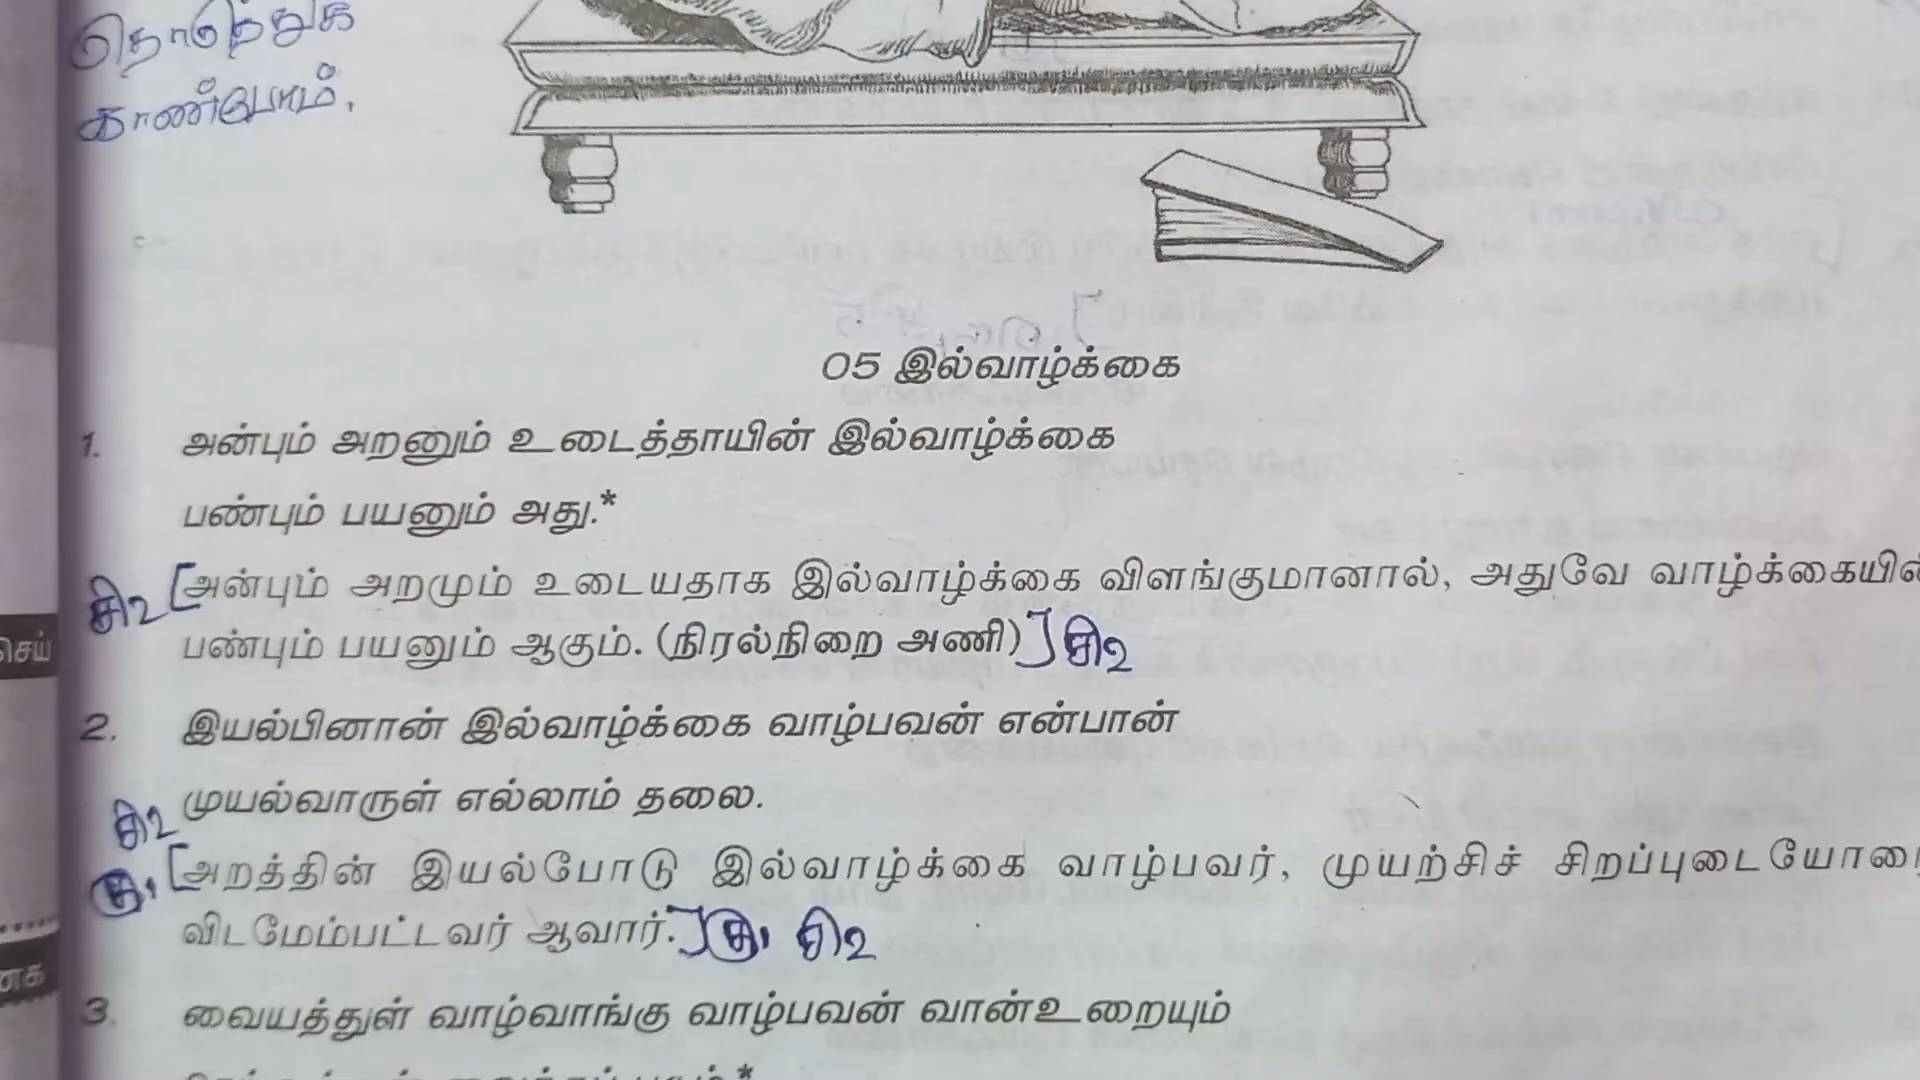 தொகுத்துக்
காண்போம்.
05 இல்வாழ்க்கை
1. அன்பும் அறனும் உடைத்தாயின் இல்வாழ்க்கை
பண்பும் பயனும் அது.*
சி2 [அன்பும் அறமும் உடையதாக இல்வாழ்க்கை விளங்குமானால், அதுவே
பண்பும் பயனும் ஆகும். (நிரல்நிறை அணி)] சி2
2. இயல்பினான் இல்வாழ்க்கை வாழ்பவன் என்பான்
முயல்வாருள் எல்லாம் தலை.
சி2
[அறத்தின் இயல்போடு இல்வாழ்க்கை வாழ்பவர், முயற்சிச்
விடமேம்பட்டவர் ஆவார்.] சி2
3. வையத்துள் வாழ்வாங்கு வாழ்பவன் வான்உறையும்
செய்